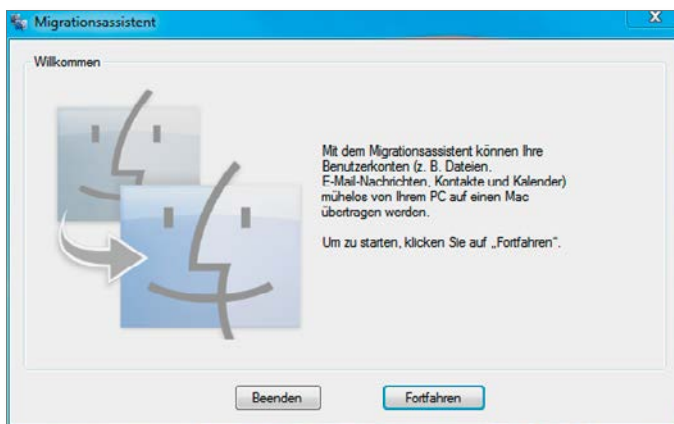 Migrationsassistent
X
Willkommen
Mit dem Migrationsassistent können Ihre
Benutzerkonten (z. B. Dateien.
E-Mail-Nachrichten, Kontakte und Kalender)
mühelos von Ihrem PC auf einen Mac
übertragen werden.
Um zu starten, klicken Sie auf „Fortfahren".
Beenden
Fortfahren